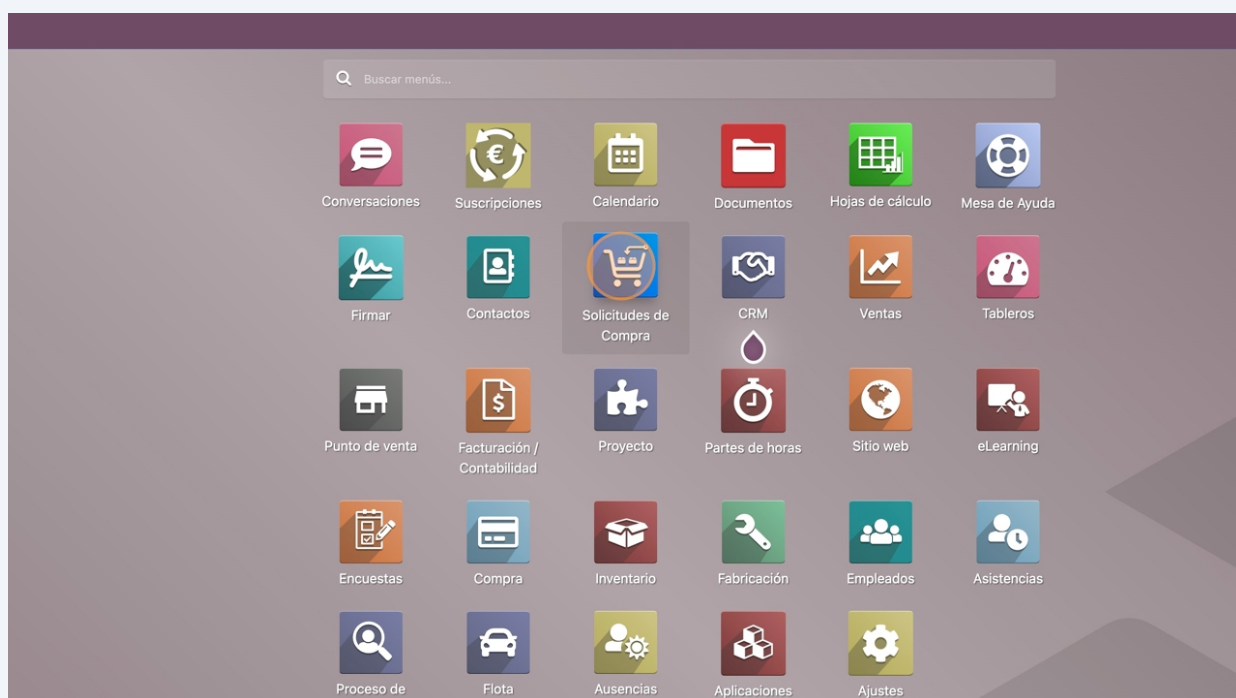 Buscar menús...
Conversaciones
Suscripciones
Calendario
Documentos
Hojas de cálculo
Mesa de Ayuda
Firmar
Contactos
Solicitudes de
Compra
CRM
Ventas
Tableros
Punto de venta
Facturación /
Contabilidad
Proyecto
Partes de horas
Sitio web
eLearning
Encuestas
Compra
Inventario
Fabricación
Empleados
Asistencias
Proceso de
Flota
Ausencias
Aplicaciones
Ajustes